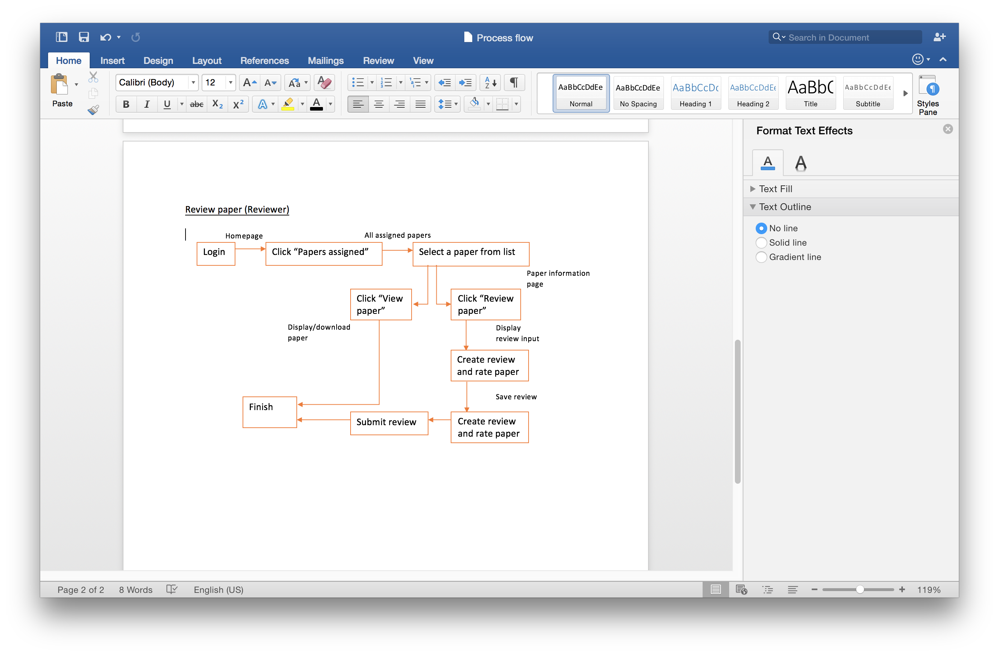 Process flow
Search in Document
Home Insert Design Layout References Mailings Review View
Paste
Calibri (Body) 12
B I U abc X2 X2
AaBbCcDdEe AaBbCcDdEe AaBbCcDc AaBbCcDdEe AaBbC AaBbCcDdEe
Normal No Spacing Heading 1 Heading 2 Title Subtitle
Styles
Pane
Format Text Effects
Text Fill
Text Outline
No line
Solid line
Gradient line
Review paper (Reviewer)
Homepage
All assigned papers
Login
Click “Papers assigned”
Select a paper from list
Paper information
page
Click “View
paper”
Click “Review
paper”
Display/download
paper
Display
review input
Create review
and rate paper
Save review
Finish
Submit review
Create review
and rate paper
Page 2 of 2 8 Words English (US) 119%